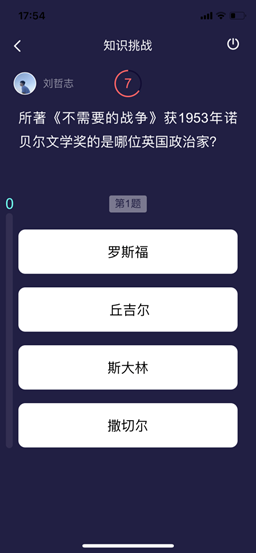 17:54
知识挑战
刘哲志
7
所著《不需要的战争》获1953年诺
贝尔文学奖的是哪位英国政治家?
0
第1题
罗斯福
丘吉尔
斯大林
撒切尔